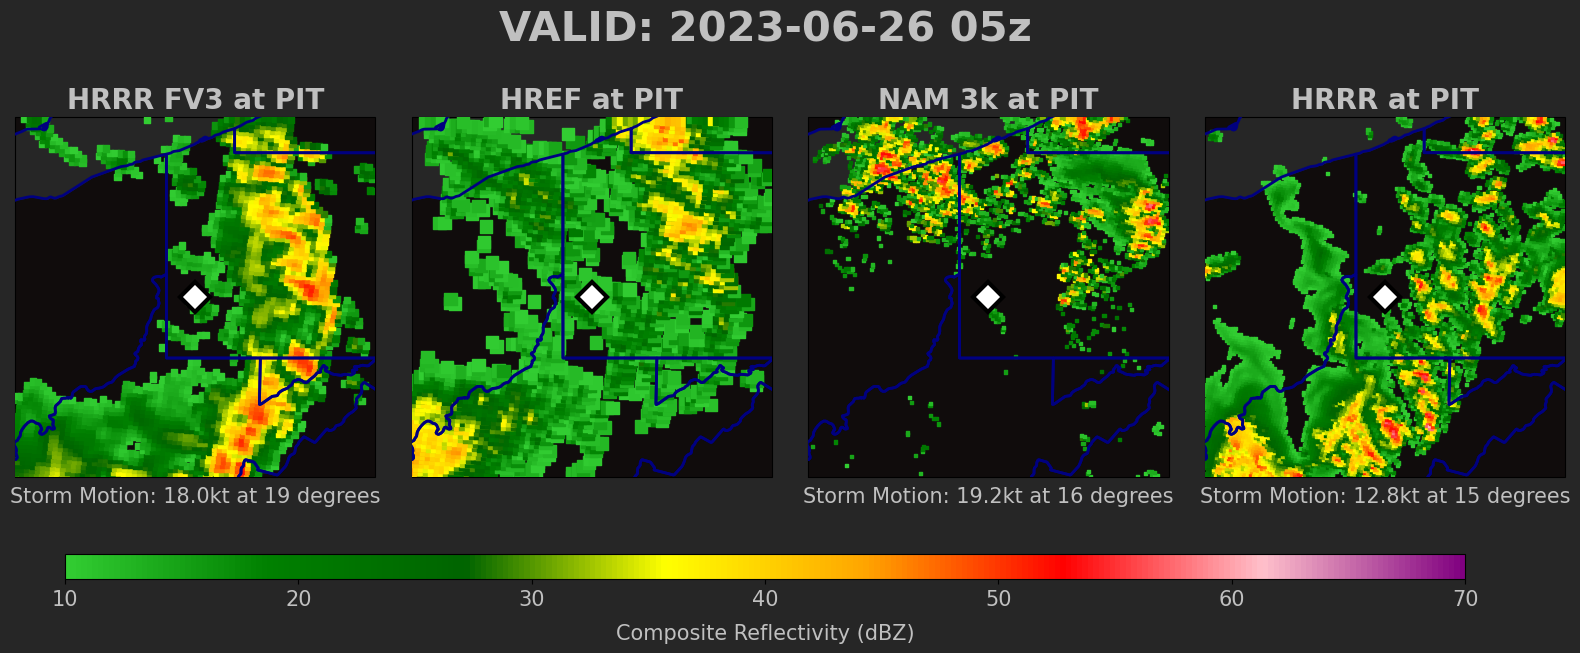 VALID: 2023-06-26 05z
HRRR FV3 at PIT
HREF at PIT
NAM 3k at PIT
HRRR at PIT
Storm Motion: 18.0kt at 19 degrees
Storm Motion: 19.2kt at 16 degrees
Storm Motion: 12.8kt at 15 degrees
10 20 30 40 50 60 70
Composite Reflectivity (dBZ)